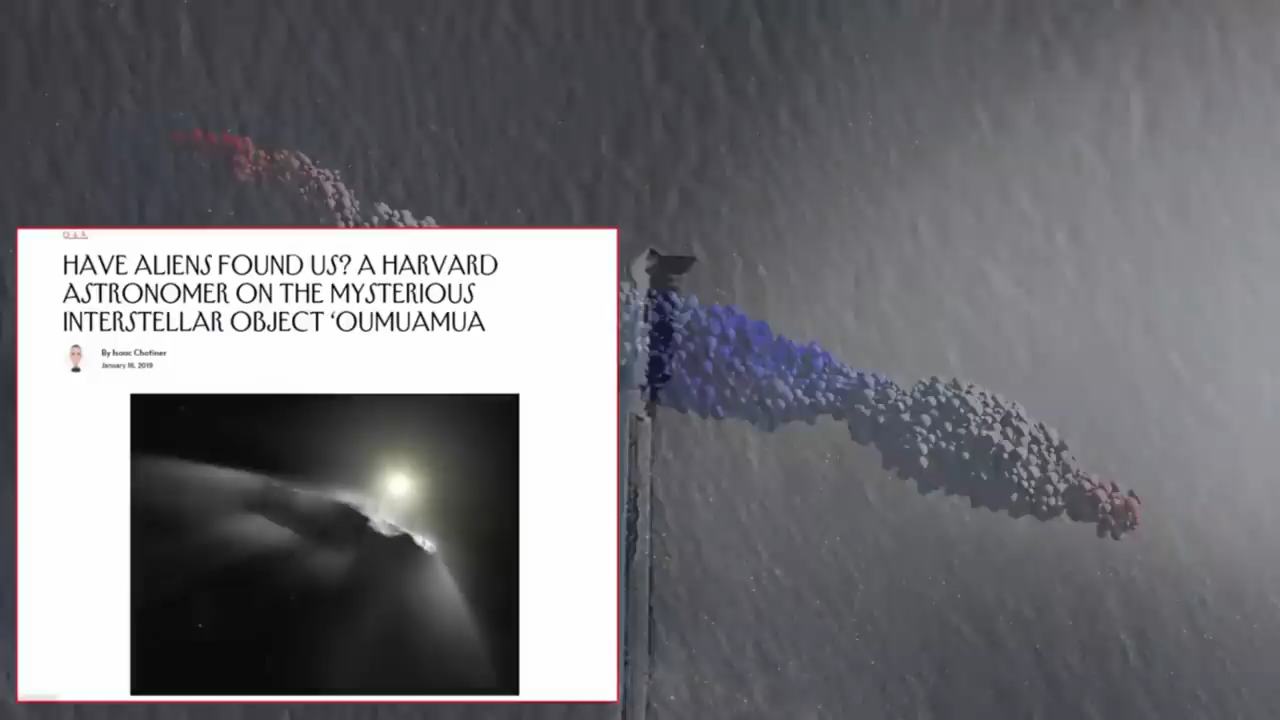 Q. & A.
HAVE ALIENS FOUND US? A HARVARD
ASTRONOMER ON THE MYSTERIOUS
INTERSTELLAR OBJECT ‘OUMUAMUA
By Isaac Chotiner
January 16, 2019